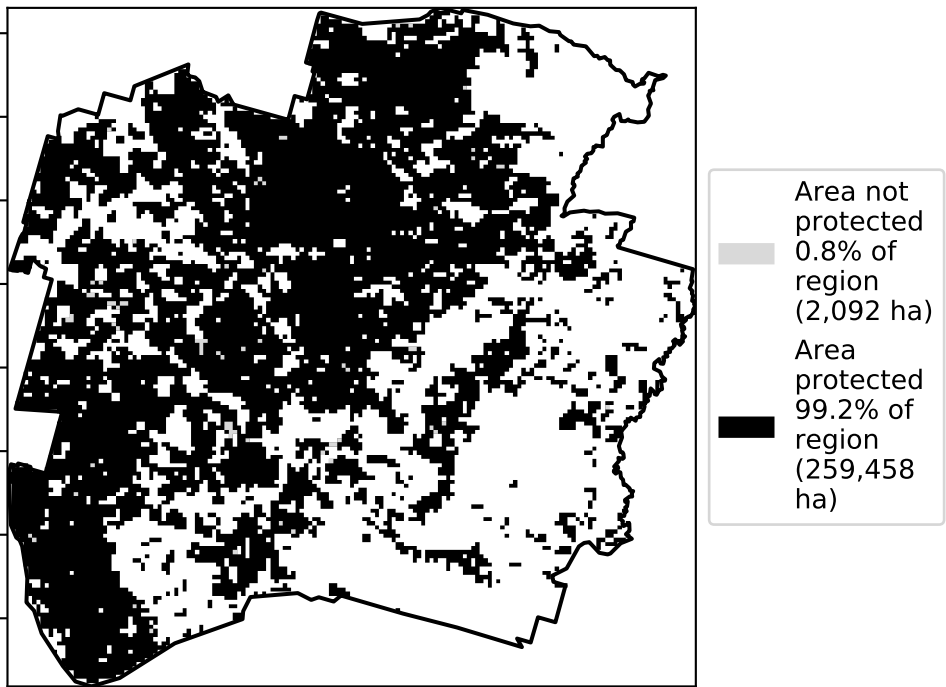 Area not
protected
0.8% of
region
(2,092 ha)
Area
protected
99.2% of
region
(259,458
ha)